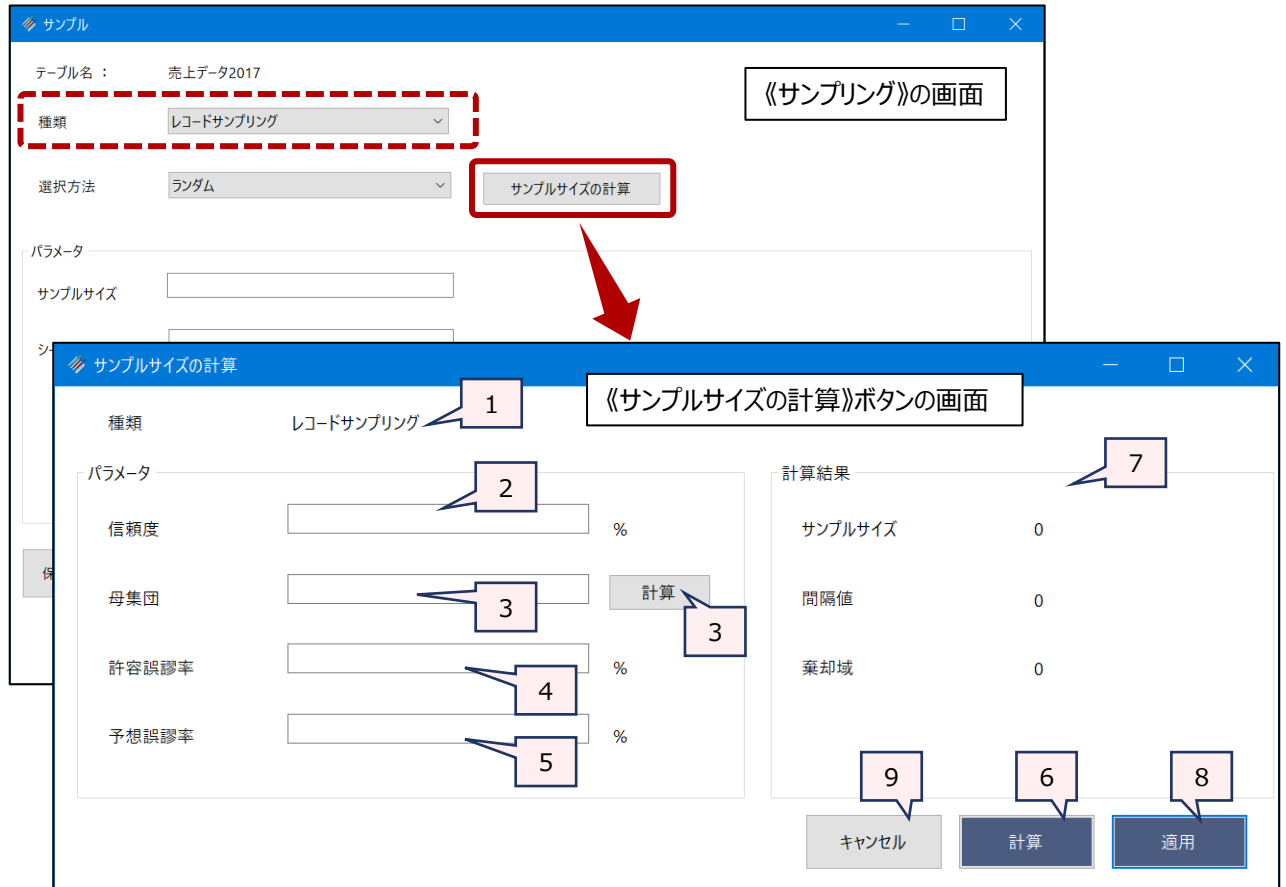 サンプル
テーブル名 :
売上データ2017
《サンプリング》の画面
種類
レコードサンプリング
選択方法
ランダム
サンプルサイズの計算
パラメータ
サンプルサイズ
シー
サンプルサイズの計算
《サンプルサイズの計算》ボタンの画面
1
種類
レコードサンプリング
パラメータ
2
信頼度
%
母集団
3
計算
3
許容誤謬率
%
4
予想誤謬率
%
5
計算結果
7
サンプルサイズ
0
間隔値
0
棄却域
0
9
6
8
キャンセル
計算
適用
保